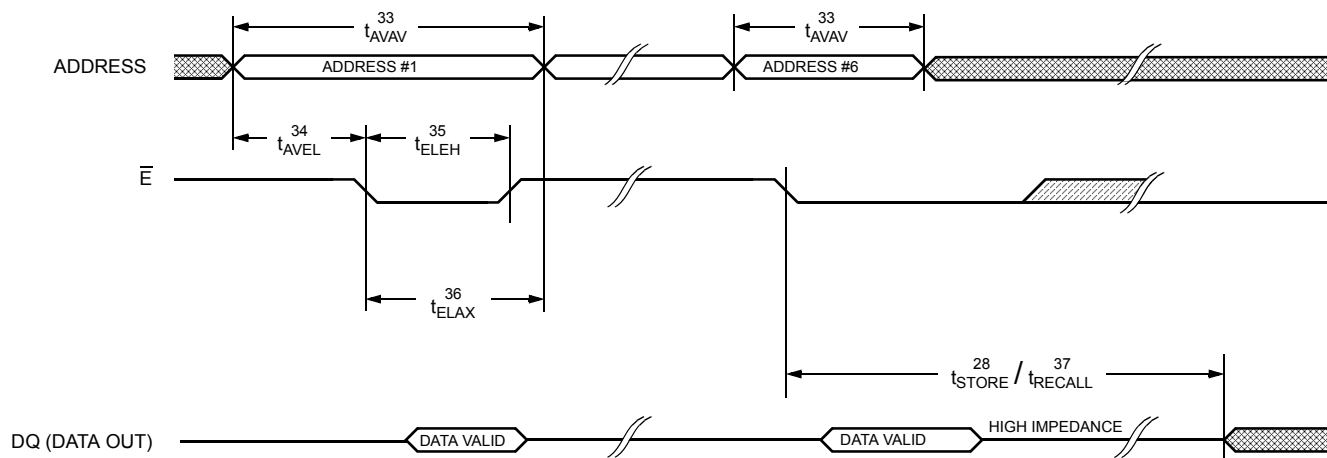 33
tAVAV
33
tAVAV
ADDRESS
ADDRESS #1
ADDRESS #6
34
tAVEL
35
tELEH
E̅
36
tELAX
28 37
tSTORE / tRECALL
DQ (DATA OUT)
DATA VALID
DATA VALID
HIGH IMPEDANCE